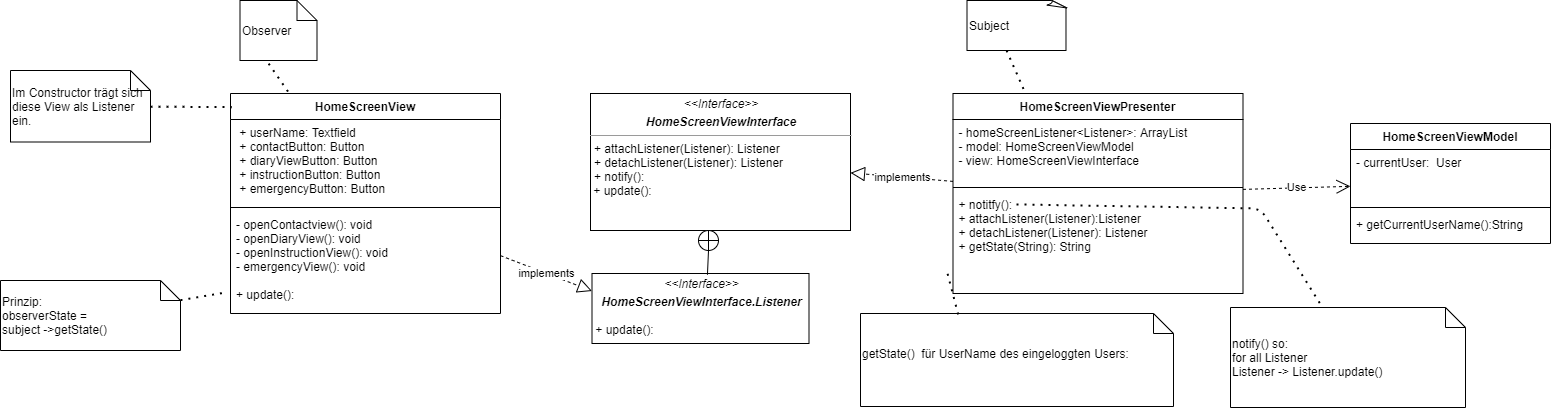 Observer
Subject
Im Constructor trägt sich
diese View als Listener
ein.
HomeScreenView
+ userName: Textfield
+ contactButton: Button
+ diaryViewButton: Button
+ instructionButton: Button
+ emergencyButton: Button
- openContactview(): void
- openDiaryView(): void
- openInstructionView(): void
- emergencyView(): void
+ update():
Prinzip:
observerState =
subject ->getState()
implements
<<Interface>>
HomeScreenViewInterface
+ attachListener(Listener): Listener
+ detachListener(Listener): Listener
+ notify():
+ update():
<<Interface>>
HomeScreenViewInterface.Listener
+ update():
implements
HomeScreenViewPresenter
- homeScreenListener<Listener>: ArrayList
- model: HomeScreenViewModel
- view: HomeScreenViewInterface
+ notitfy():
+ attachListener(Listener):Listener
+ detachListener(Listener): Listener
+ getState(String): String
Use
HomeScreenViewModel
- currentUser: User
+ getCurrentUserName():String
getState() für UserName des eingeloggten Users:
notify() so:
for all Listener
Listener -> Listener.update()